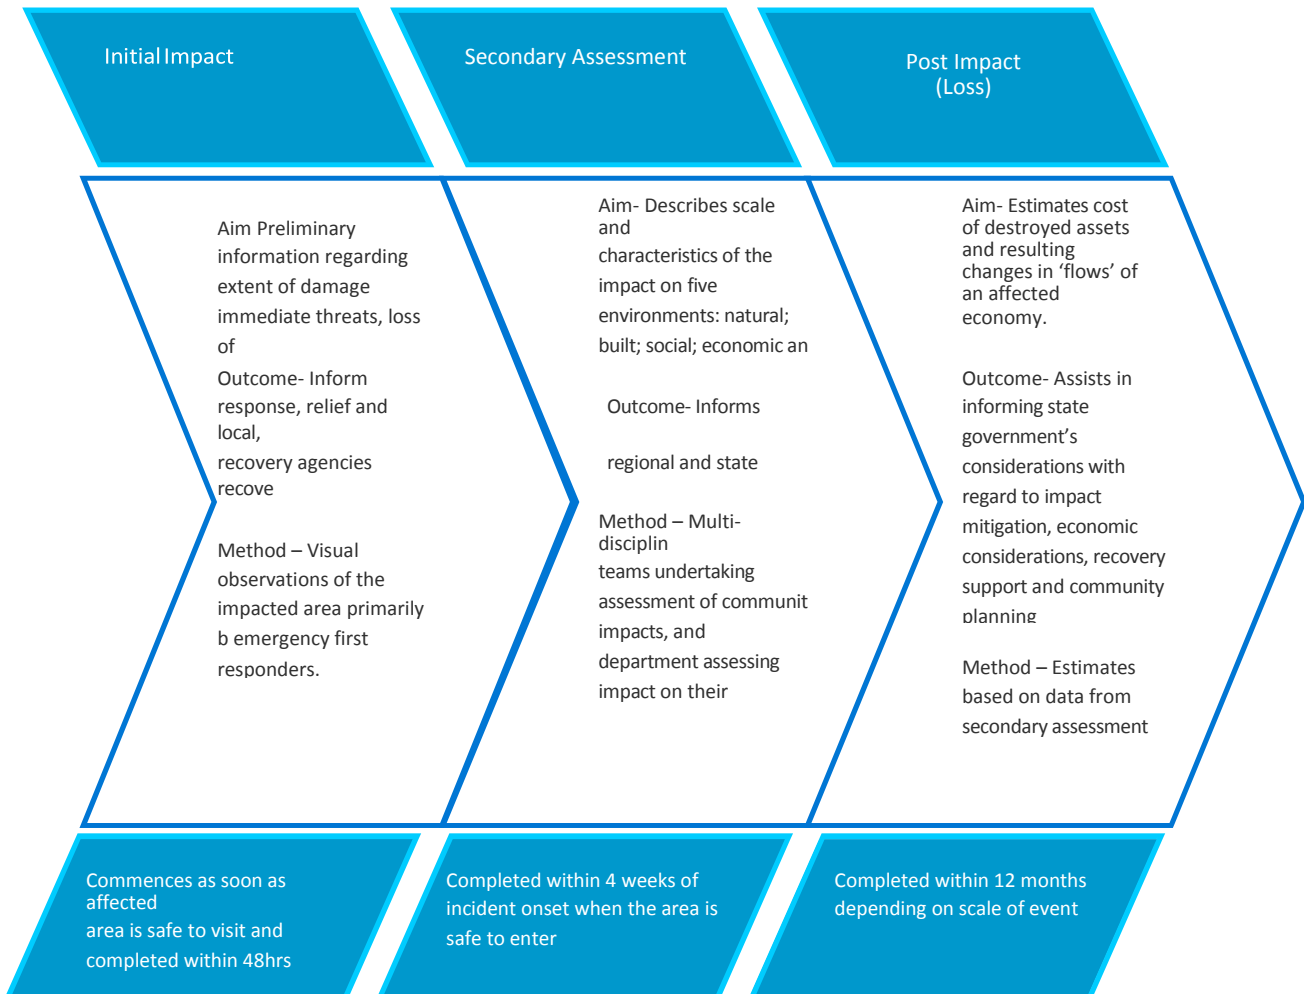 Initial Impact
Secondary Assessment
Post Impact
(Loss)
Aim Preliminary
information regarding
extent of damage
immediate threats, loss
of
Outcome- Inform
response, relief and
local,
recovery agencies
recove
Method – Visual
observations of the
impacted area primarily
b emergency first
responders.
Aim- Describes scale
and
characteristics of the
impact on five
environments: natural;
built; social; economic an
Outcome- Informs
regional and state
Method – Multi-
disciplin
teams undertaking
assessment of communit
impacts, and
department assessing
impact on their
Aim- Estimates cost
of destroyed assets
and resulting
changes in ‘flows’ of
an affected
economy.
Outcome- Assists in
informing state
government’s
considerations with
regard to impact
mitigation, economic
considerations, recovery
support and community
planning
Method – Estimates
based on data from
secondary assessment
Commences as soon as
affected
area is safe to visit and
completed within 48hrs
Completed within 4 weeks of
incident onset when the area is
safe to enter
Completed within 12 months
depending on scale of event